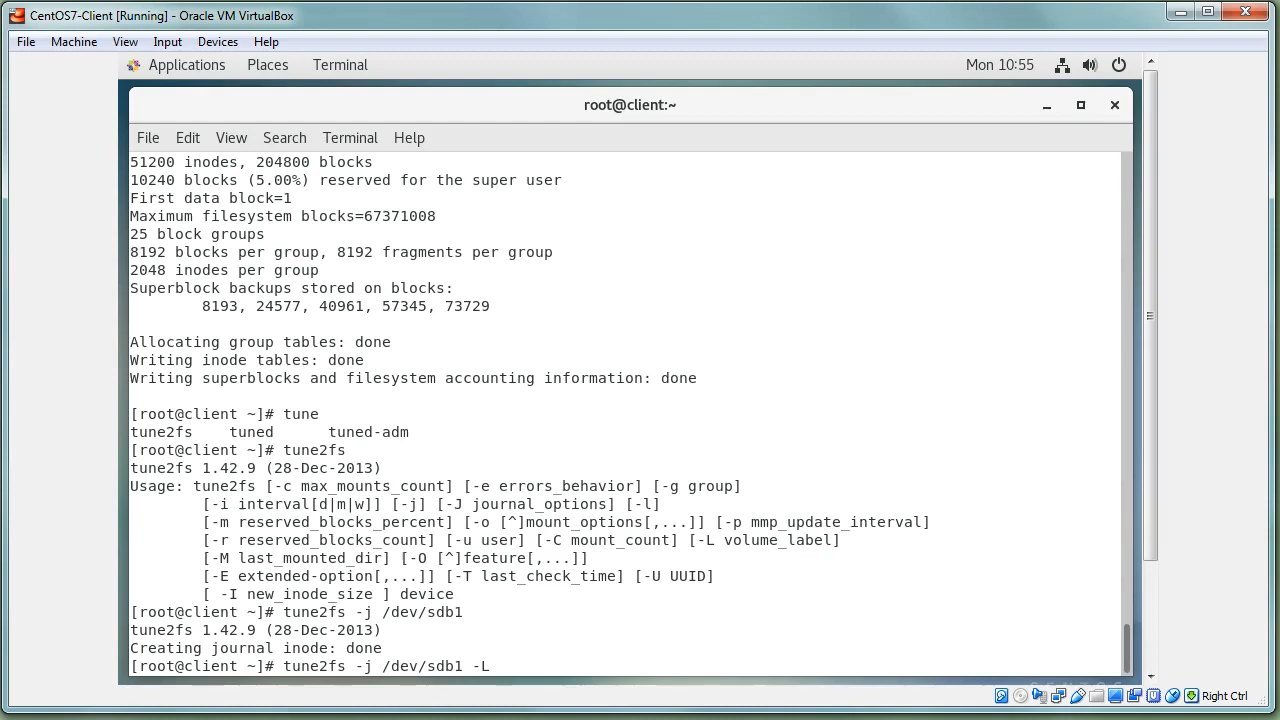 CentOS7-Client [Running] - Oracle VM VirtualBox
File Machine View Input Devices Help
Applications Places Terminal Mon 10:55
root@client:~
File Edit View Search Terminal Help
51200 inodes, 204800 blocks
10240 blocks (5.00%) reserved for the super user
First data block=1
Maximum filesystem blocks=67371008
25 block groups
8192 blocks per group, 8192 fragments per group
2048 inodes per group
Superblock backups stored on blocks:
8193, 24577, 40961, 57345, 73729
Allocating group tables: done
Writing inode tables: done
Writing superblocks and filesystem accounting information: done
[root@client ~]# tune
tune2fs tuned tuned-adm
[root@client ~]# tune2fs
tune2fs 1.42.9 (28-Dec-2013)
Usage: tune2fs [-c max_mounts_count] [-e errors_behavior] [-g group]
[-i interval[d|m|w]] [-j] [-J journal_options] [-l]
[-m reserved_blocks_percent] [-o [^]mount_options[,...]] [-p mmp_update_interval]
[-r reserved_blocks_count] [-u user] [-C mount_count] [-L volume_label]
[-M last_mounted_dir] [-O [^]feature[,...]]
[-E extended-option[,...]] [-T last_check_time] [-U UUID]
[ -I new_inode_size ] device
[root@client ~]# tune2fs -j /dev/sdb1
tune2fs 1.42.9 (28-Dec-2013)
Creating journal inode: done
[root@client ~]# tune2fs -j /dev/sdb1 -L
Right Ctrl